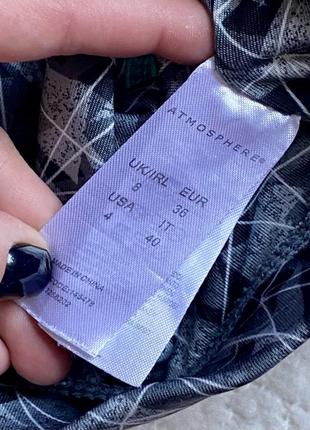 ATMOSPHERE®
UK/IRL EUR
8 36
USA IT
4 40
MADE IN CHINA